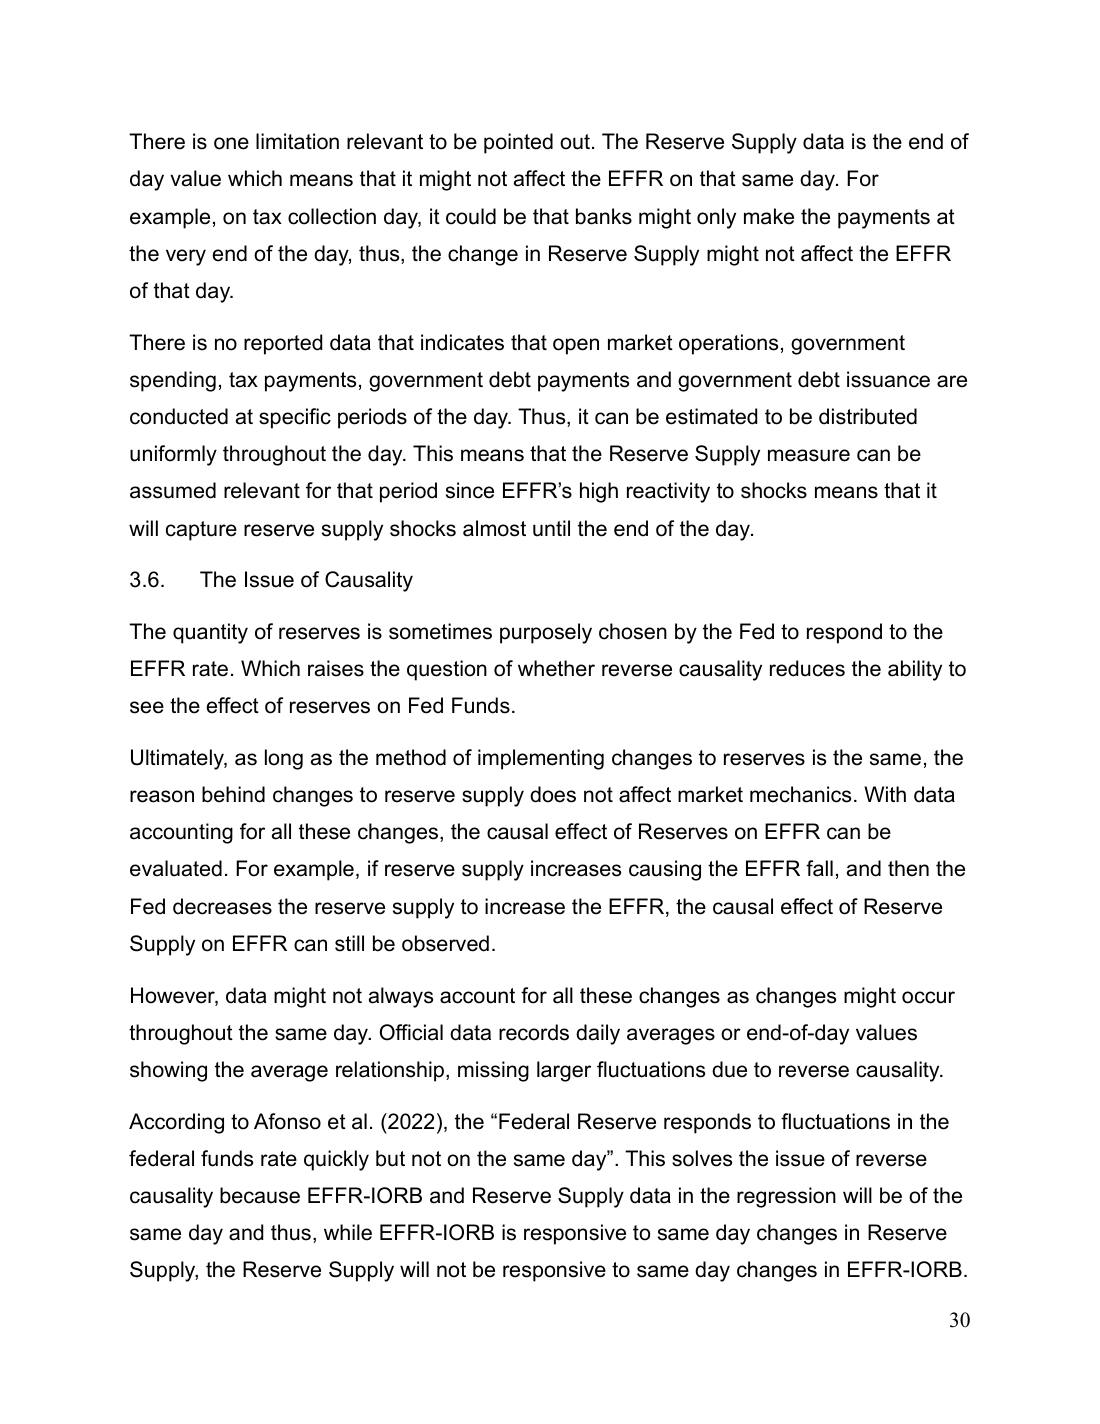 There is one limitation relevant to be pointed out. The Reserve Supply data is the end of
day value which means that it might not affect the EFFR on that same day. For
example, on tax collection day, it could be that banks might only make the payments at
the very end of the day, thus, the change in Reserve Supply might not affect the EFFR
of that day.
There is no reported data that indicates that open market operations, government
spending, tax payments, government debt payments and government debt issuance are
conducted at specific periods of the day. Thus, it can be estimated to be distributed
uniformly throughout the day. This means that the Reserve Supply measure can be
assumed relevant for that period since EFFR’s high reactivity to shocks means that it
will capture reserve supply shocks almost until the end of the day.
3.6. The Issue of Causality
The quantity of reserves is sometimes purposely chosen by the Fed to respond to the
EFFR rate. Which raises the question of whether reverse causality reduces the ability to
see the effect of reserves on Fed Funds.
Ultimately, as long as the method of implementing changes to reserves is the same, the
reason behind changes to reserve supply does not affect market mechanics. With data
accounting for all these changes, the causal effect of Reserves on EFFR can be
evaluated. For example, if reserve supply increases causing the EFFR fall, and then the
Fed decreases the reserve supply to increase the EFFR, the causal effect of Reserve
Supply on EFFR can still be observed.
However, data might not always account for all these changes as changes might occur
throughout the same day. Official data records daily averages or end-of-day values
showing the average relationship, missing larger fluctuations due to reverse causality.
According to Afonso et al. (2022), the “Federal Reserve responds to fluctuations in the
federal funds rate quickly but not on the same day”. This solves the issue of reverse
causality because EFFR-IORB and Reserve Supply data in the regression will be of the
same day and thus, while EFFR-IORB is responsive to same day changes in Reserve
Supply, the Reserve Supply will not be responsive to same day changes in EFFR-IORB.
30